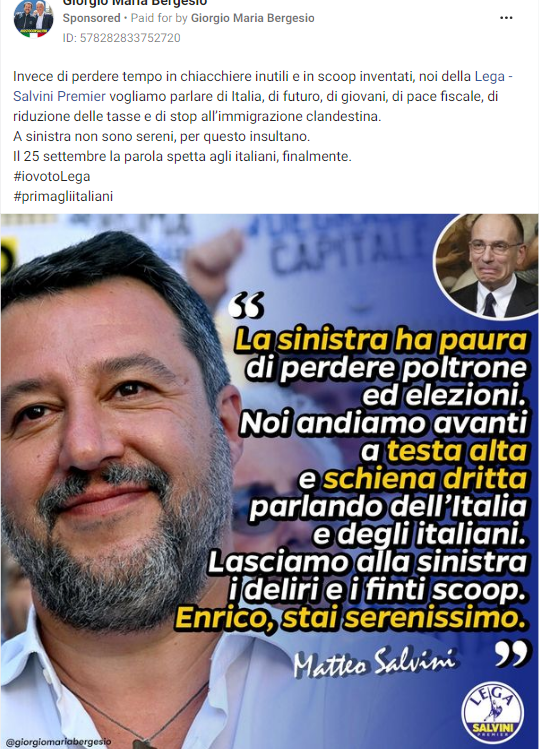 Giorgio Maria Bergesio
Sponsored • Paid for by Giorgio Maria Bergesio
ID: 578282833752720
Invece di perdere tempo in chiacchiere inutili e in scoop inventati, noi della Lega -
Salvini Premier vogliamo parlare di Italia, di futuro, di giovani, di pace fiscale, di
riduzione delle tasse e di stop all’immigrazione clandestina.
A sinistra non sono sereni, per questo insultano.
Il 25 settembre la parola spetta agli italiani, finalmente.
#iovotoLega
#primagliitaliani
CAPITALE
“
La sinistra ha paura
di perdere poltrone
ed elezioni.
Noi andiamo avanti
a testa alta
e schiena dritta
parlando dell’Italia
e degli italiani.
Lasciamo alla sinistra
i deliri e i finti scoop.
Enrico, stai serenissimo.
”
Matteo Salvini
LEGA
SALVINI
PREMIER
@giorgiomariabergesio